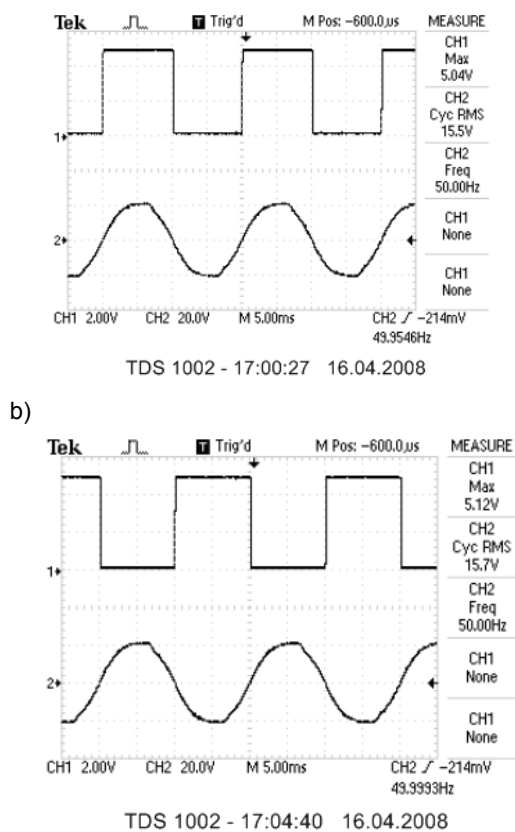 Tek T Trig'd M Pos: -600.0µs MEASURE
CH1
Max
5.04V
CH2
Cyc RMS
15.5V
CH2
Freq
50.00Hz
CH1
None
CH1
None
1
2
CH1 2.00V CH2 20.0V M 5.00ms CH2 ∕ -214mV
49.9546Hz
TDS 1002 - 17:00:27 16.04.2008
b)
Tek T Trig'd M Pos: -600.0µs MEASURE
CH1
Max
5.12V
CH2
Cyc RMS
15.7V
CH2
Freq
50.00Hz
CH1
None
CH1
None
1
2
CH1 2.00V CH2 20.0V M 5.00ms CH2 ∕ -214mV
49.9993Hz
TDS 1002 - 17:04:40 16.04.2008